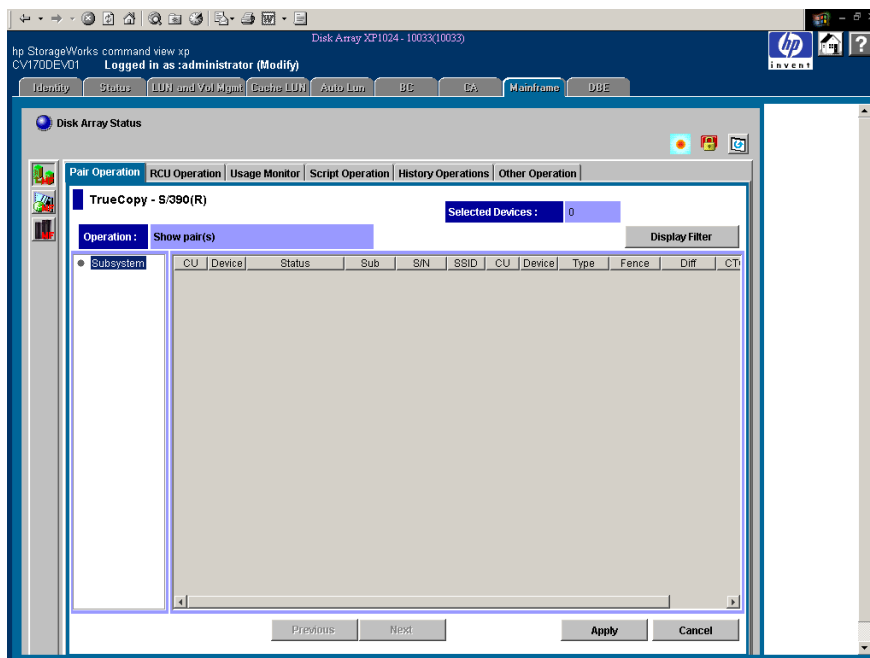 Disk Array XP1024 - 10033(10033)
hp StorageWorks command view xp
CV170DEV01 Logged in as :administrator (Modify)
hp
invent
?
Identity Status LUN and Vol Mgmt Cache LUN Auto Lun BC CA Mainframe DBE
Disk Array Status
Pair Operation RCU Operation Usage Monitor Script Operation History Operations Other Operation
TrueCopy - S/390(R)
Selected Devices : 0
Operation : Show pair(s)
Display Filter
Subsystem
CU Device Status Sub S/N SSID CU Device Type Fence Diff
Previous Next Apply Cancel